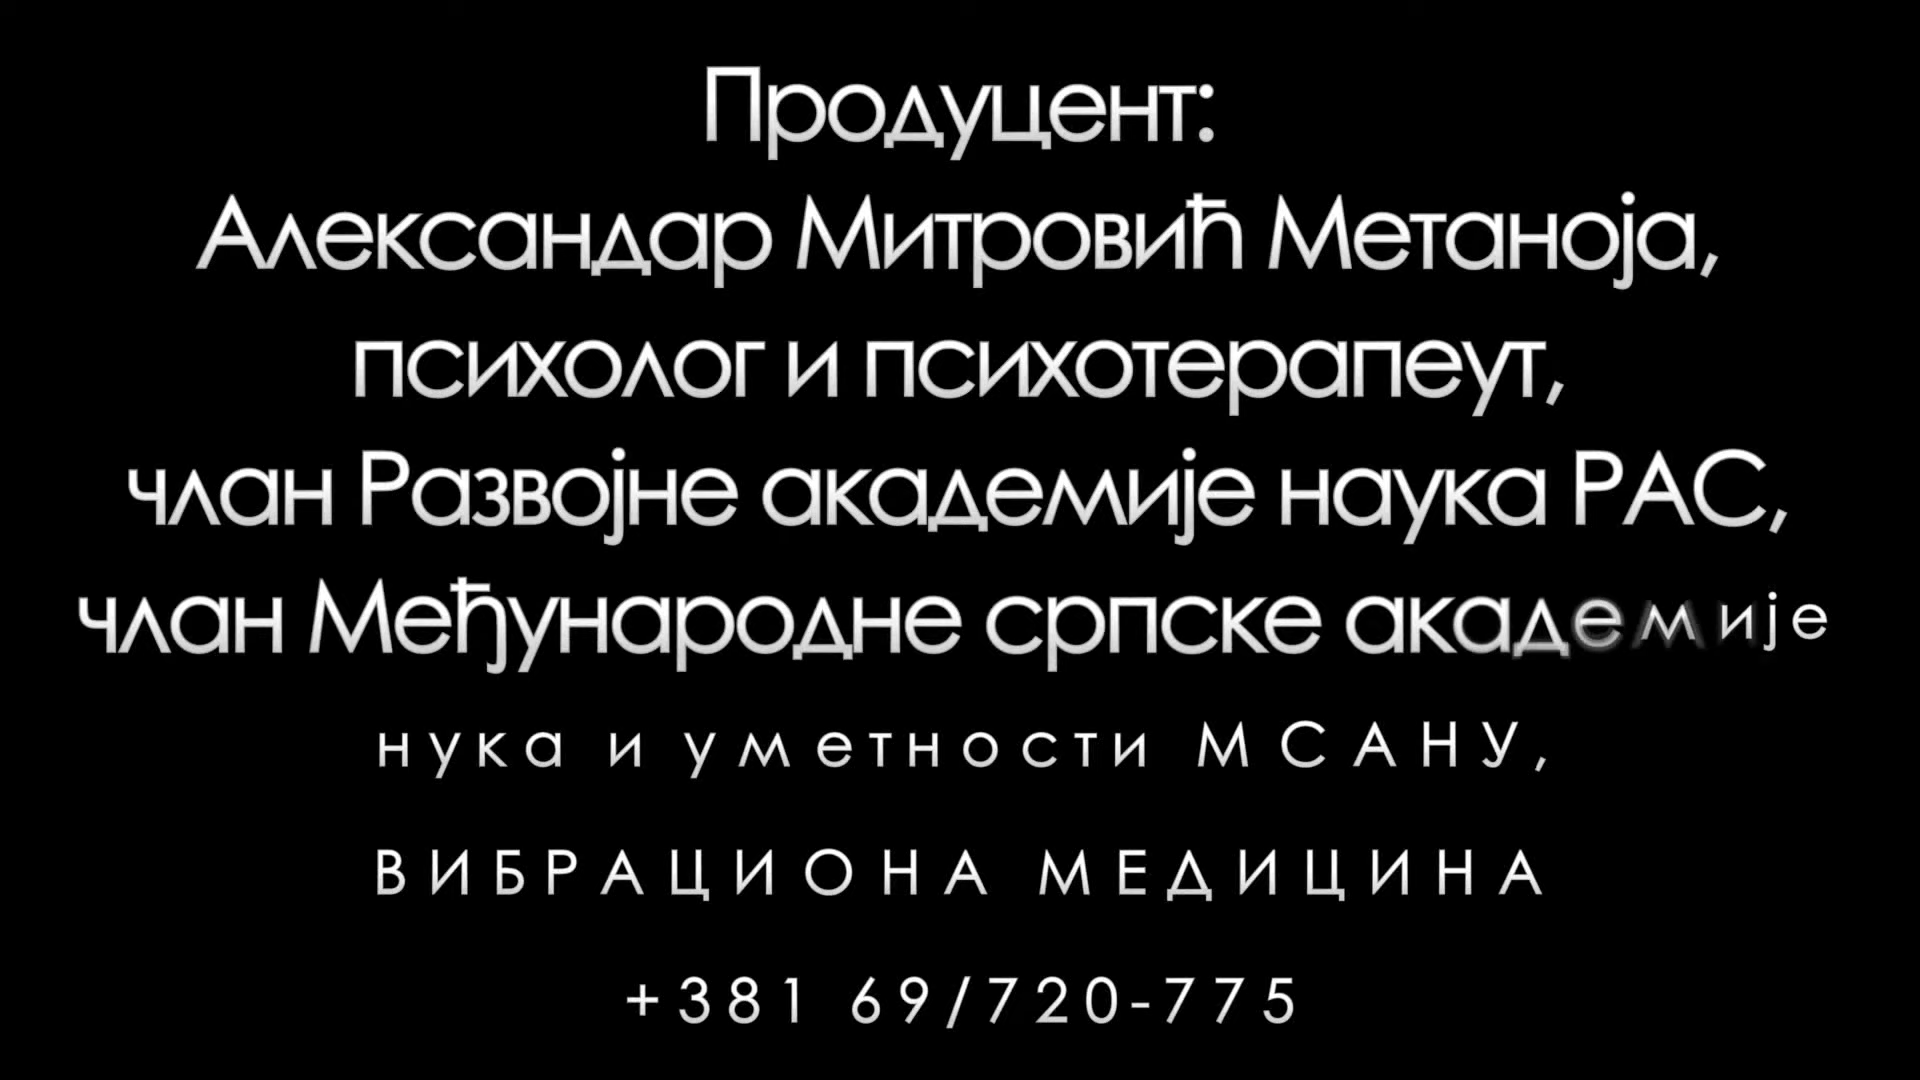 Продуцент:
Александар Митровић Метаноја,
психолог и психотерапеут,
члан Развојне академије наука РАС,
члан Међународне српске академије
нука и уметности МСАНУ,
ВИБРАЦИОНА МЕДИЦИНА
+381 69/720-775